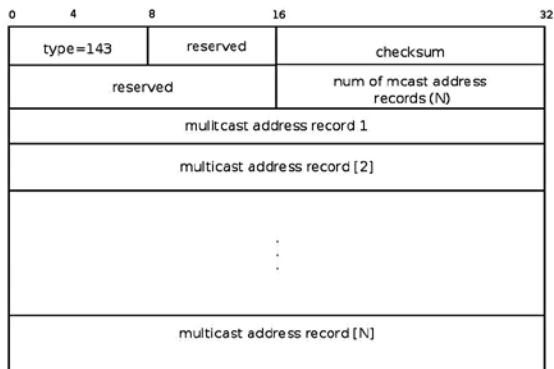 0 4 8 16 32
type=143 reserved checksum
reserved num of mcast address
records (N)
mulitcast address record 1
multicast address record [2]
multicast address record [N]